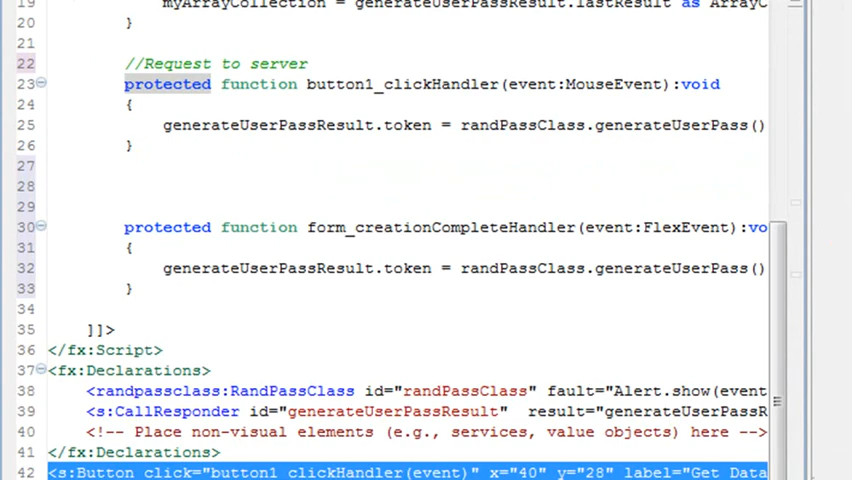 19 myArrayCollection = generateUserPassResult.lastResult as ArrayC
20 }
21
22 //Request to server
23 protected function button1_clickHandler(event:MouseEvent):void
24 {
25 generateUserPassResult.token = randPassClass.generateUserPass()
26 }
27
28
29
30 protected function form_creationCompleteHandler(event:FlexEvent):vo
31 {
32 generateUserPassResult.token = randPassClass.generateUserPass()
33 }
34
35 ]]>
36 </fx:Script>
37 <fx:Declarations>
38 <randpassclass:RandPassClass id="randPassClass" fault="Alert.show(event
39 <s:CallResponder id="generateUserPassResult" result="generateUserPassR
40 <!-- Place non-visual elements (e.g., services, value objects) here -->
41 </fx:Declarations>
42 <s:Button click="button1_clickHandler(event)" x="40" y="28" label="Get Data